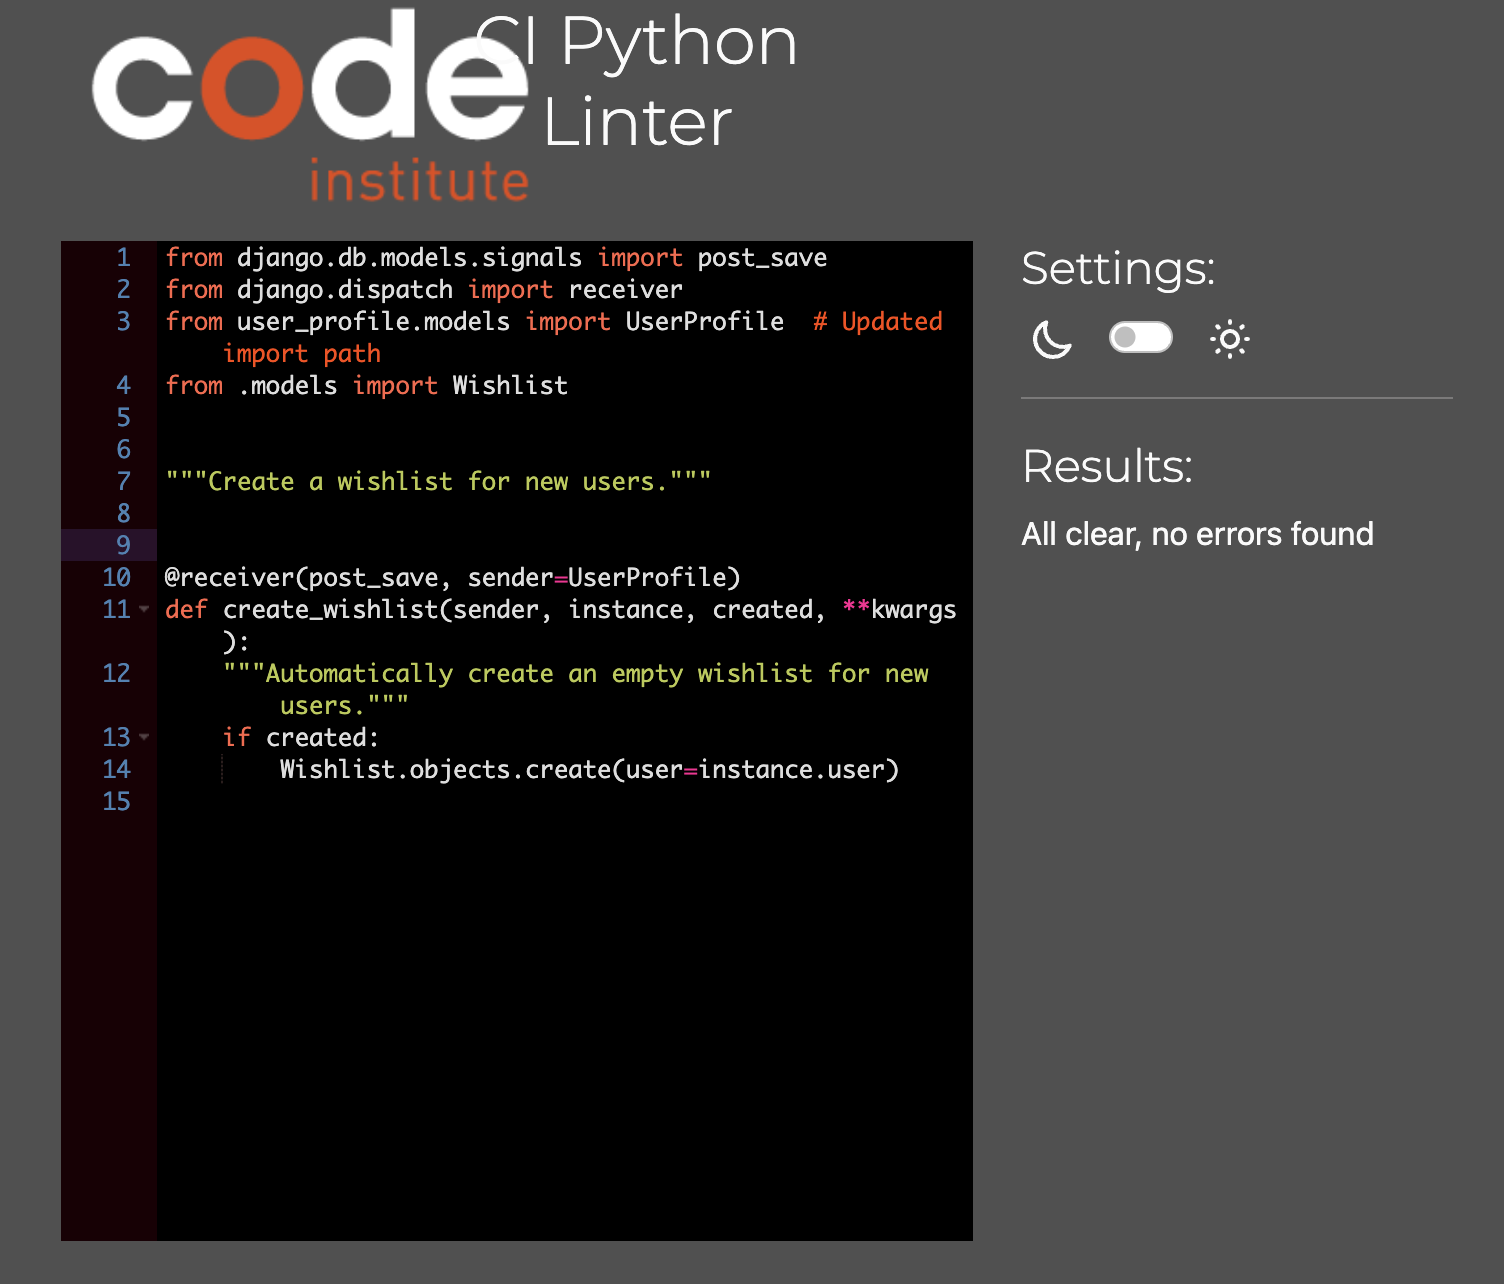 code
institute
CI Python
Linter
1 from django.db.models.signals import post_save
2 from django.dispatch import receiver
3 from user_profile.models import UserProfile  # Updated
import path
4 from .models import Wishlist
5
6
7 """Create a wishlist for new users."""
8
9
10 @receiver(post_save, sender=UserProfile)
11 def create_wishlist(sender, instance, created, **kwargs
):
12 """Automatically create an empty wishlist for new
users."""
13 if created:
14 Wishlist.objects.create(user=instance.user)
15
Settings:
Results:
All clear, no errors found